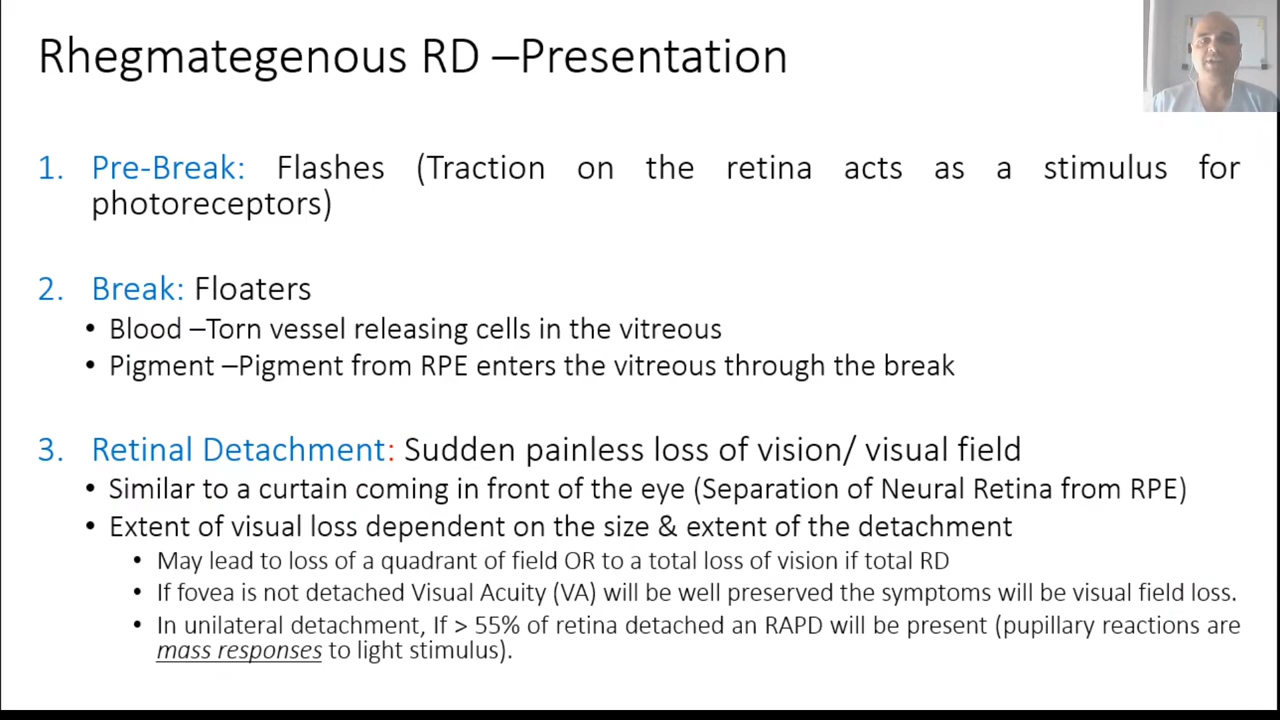 Rhegmategenous RD –Presentation
1. Pre-Break: Flashes (Traction on the retina acts as a stimulus for
photoreceptors)
2. Break: Floaters
• Blood –Torn vessel releasing cells in the vitreous
• Pigment –Pigment from RPE enters the vitreous through the break
3. Retinal Detachment: Sudden painless loss of vision/ visual field
• Similar to a curtain coming in front of the eye (Separation of Neural Retina from RPE)
• Extent of visual loss dependent on the size & extent of the detachment
• May lead to loss of a quadrant of field OR to a total loss of vision if total RD
• If fovea is not detached Visual Acuity (VA) will be well preserved the symptoms will be visual field loss.
• In unilateral detachment, If > 55% of retina detached an RAPD will be present (pupillary reactions are
mass responses to light stimulus).